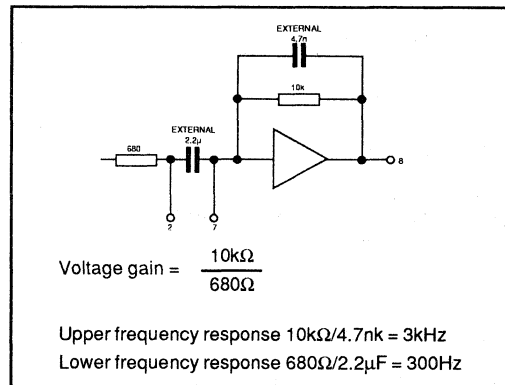 EXTERNAL
4.7n
10k
EXTERNAL
2.2µ
680
8
2
7
Voltage gain = 10kΩ
680Ω
Upper frequency response 10kΩ/4.7nk = 3kHz
Lower frequency response 680Ω/2.2µF = 300Hz